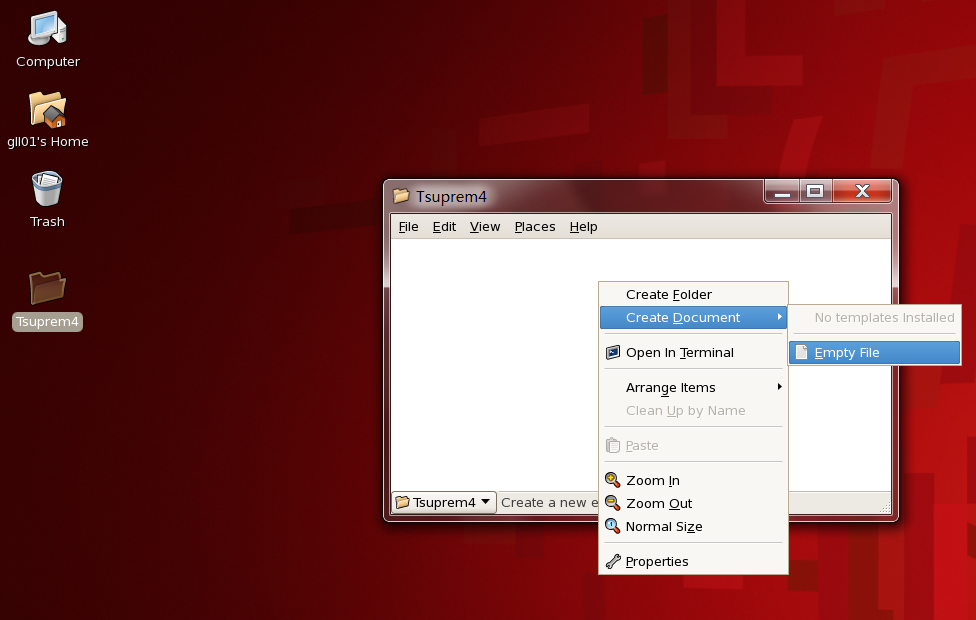 Computer
gll01's Home
Trash
Tsuprem4
Tsuprem4
File Edit View Places Help
Create Folder
Create Document
No templates Installed
Empty File
Open In Terminal
Arrange Items
Clean Up by Name
Paste
Zoom In
Zoom Out
Normal Size
Properties
Tsuprem4
Create a new e